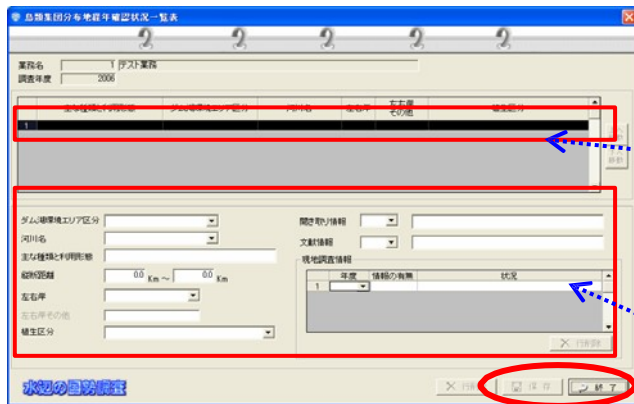 鳥類集団分布地経年確認状況一覧表
業務名 1 テスト業務
調査年度 2006
主な種類と利用形態 ダム湖環境エリア区分 河川名 左右岸 左右岸その他 植生区分
1
ダム湖環境エリア区分
河川名
主な種類と利用形態
縦断距離 0.0 Km ～ 0.0 Km
左右岸
左右岸その他
植生区分
聞き取り情報
文献情報
現地調査情報
年度 情報の有無 状況
1
行削除
水辺の国勢調査
保存
終了